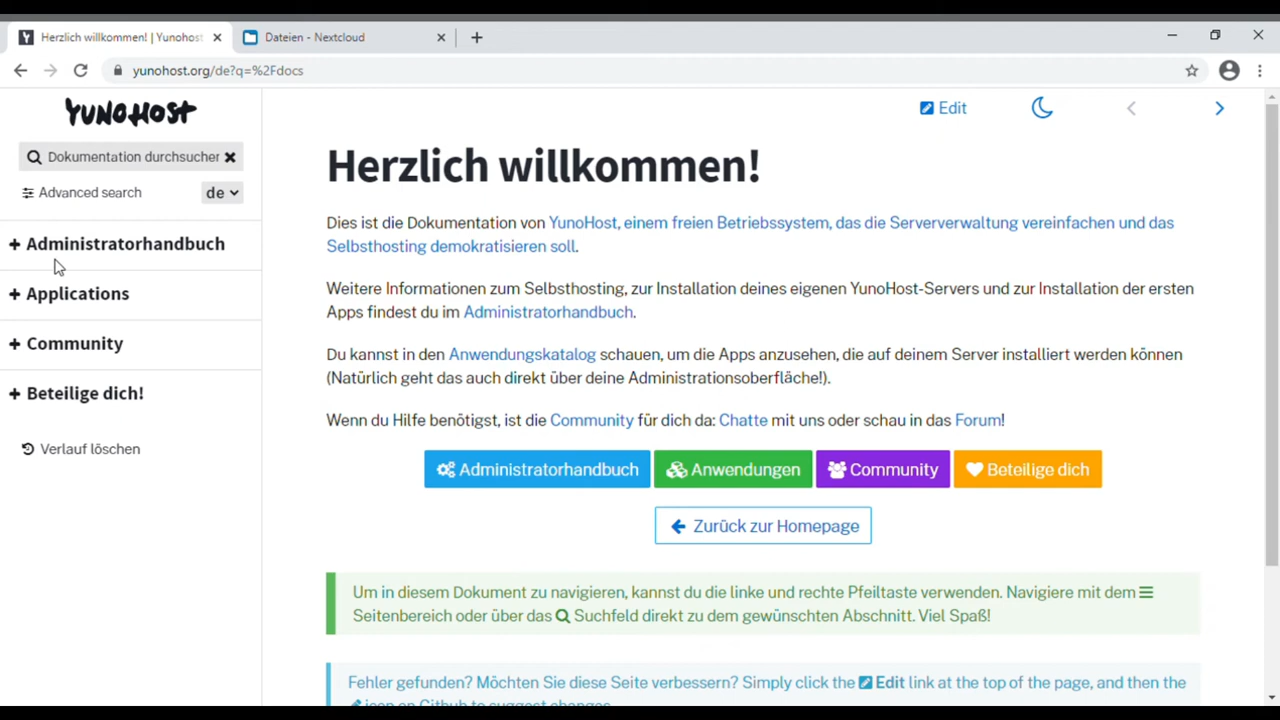 Herzlich willkommen! | Yunohost
Dateien - Nextcloud
yunohost.org/de?q=%2Fdocs
YUNOHOST
Dokumentation durchsuchen
Advanced search
de
Administratorhandbuch
Applications
Community
Beteilige dich!
Verlauf löschen
Edit
Herzlich willkommen!
Dies ist die Dokumentation von YunoHost, einem freien Betriebssystem, das die Serververwaltung vereinfachen und das
Selbsthosting demokratisieren soll.
Weitere Informationen zum Selbsthosting, zur Installation deines eigenen YunoHost-Servers und zur Installation der ersten
Apps findest du im Administratorhandbuch.
Du kannst in den Anwendungskatalog schauen, um die Apps anzusehen, die auf deinem Server installiert werden können
(Natürlich geht das auch direkt über deine Administrationsoberfläche!).
Wenn du Hilfe benötigst, ist die Community für dich da: Chatte mit uns oder schau in das Forum!
Administratorhandbuch Anwendungen Community Beteilige dich
Zurück zur Homepage
Um in diesem Dokument zu navigieren, kannst du die linke und rechte Pfeiltaste verwenden. Navigiere mit dem
Seitenbereich oder über das Suchfeld direkt zu dem gewünschten Abschnitt. Viel Spaß!
Fehler gefunden? Möchten Sie diese Seite verbessern? Simply click the Edit link at the top of the page, and then the
icon on Github to suggest changes.